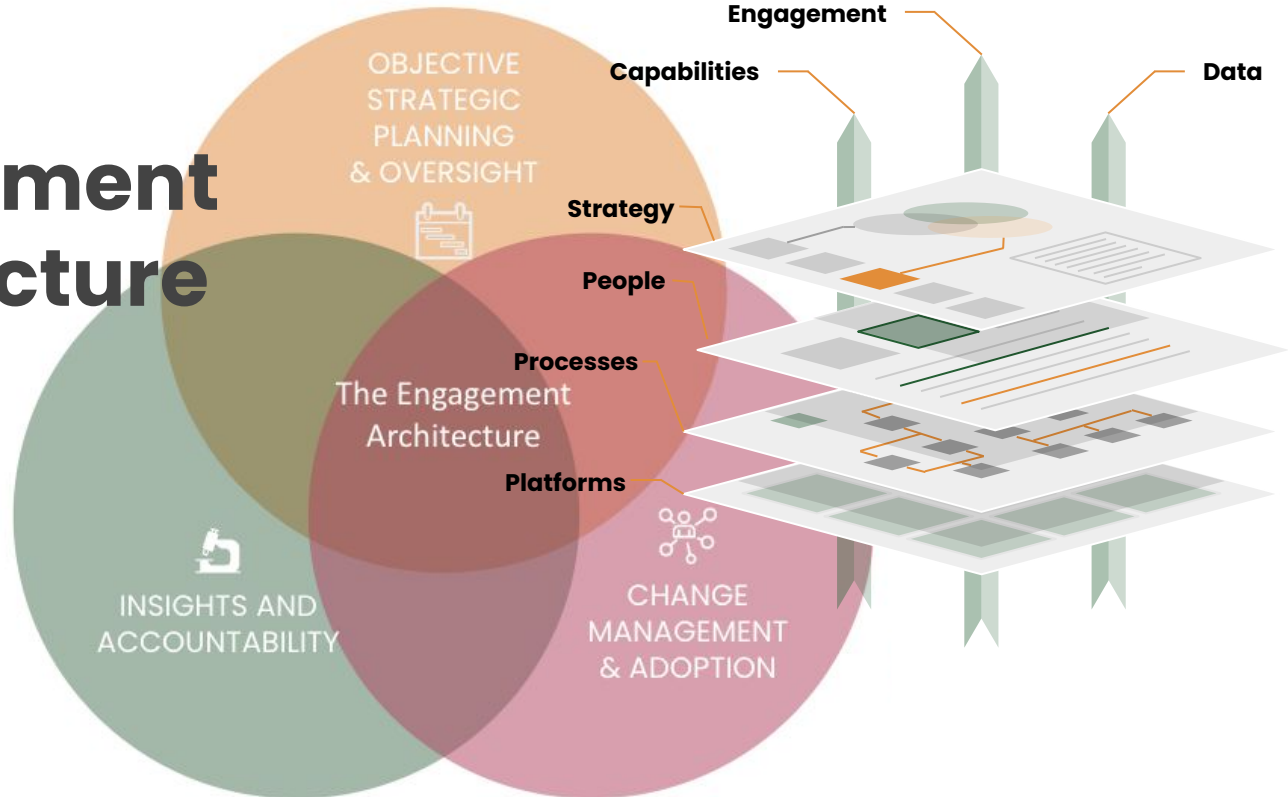 Engagement
Capabilities
Data
OBJECTIVE
STRATEGIC
PLANNING
& OVERSIGHT
ment
cture
Strategy
People
Processes
The Engagement
Architecture
Platforms
INSIGHTS AND
ACCOUNTABILITY
CHANGE
MANAGEMENT
& ADOPTION